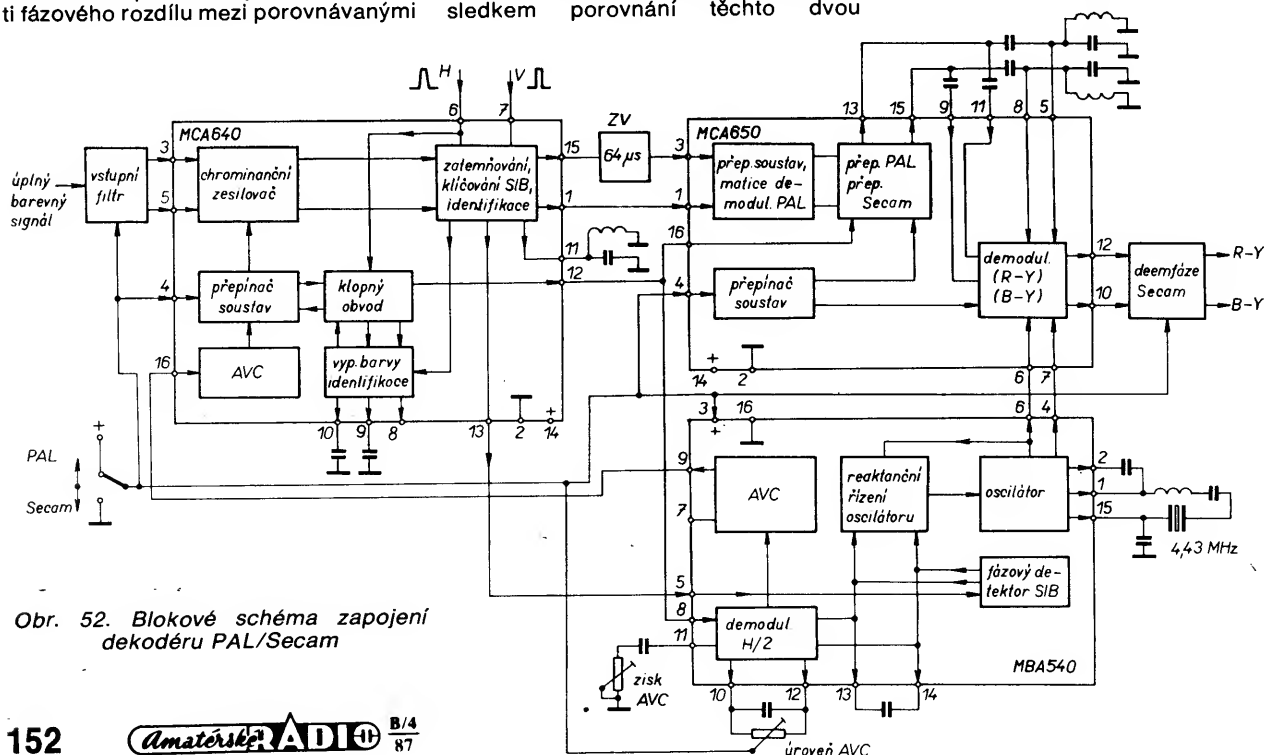 ti fázového rozdílu mezi porovnávanými sledkem porovnání těchto dvou
H V
6 7
MCA640
úplný
barevný
signál
vstupní
filtr
3
5
chrominanční
zesilovač
zatemňování,
klíčování SIB,
identifikace
15
1
11
12
ZV
64 µs
4
přepínač
soustav
klopný
obvod
16
AVC
vyp. barvy
identifikace
10 9 8 13 2 + 14
PAL
+
Secam
MCA650
3
1
16
4
přep. soustav,
matice de-
modul. PAL
přep. PAL
přep.
Secam
13 15 9 11 8 5
přepínač
soustav
demodul.
(R-Y)
(B-Y)
12
10
deemfáze
Secam
R-Y
B-Y
+
14 2 6 7
3 16 6 4
+
9
7
5
8
11
AVC
reaktanční
řízení
oscilátoru
oscilátor
2
1
15
4,43 MHz
fázový de-
tektor SIB
demodul.
H/2
MBA540
zisk
AVC
10 12 13 14
úroveň AVC
Obr. 52. Blokové schéma zapojení
dekodéru PAL/Secam
152 Amatérské RADIO B/4
87